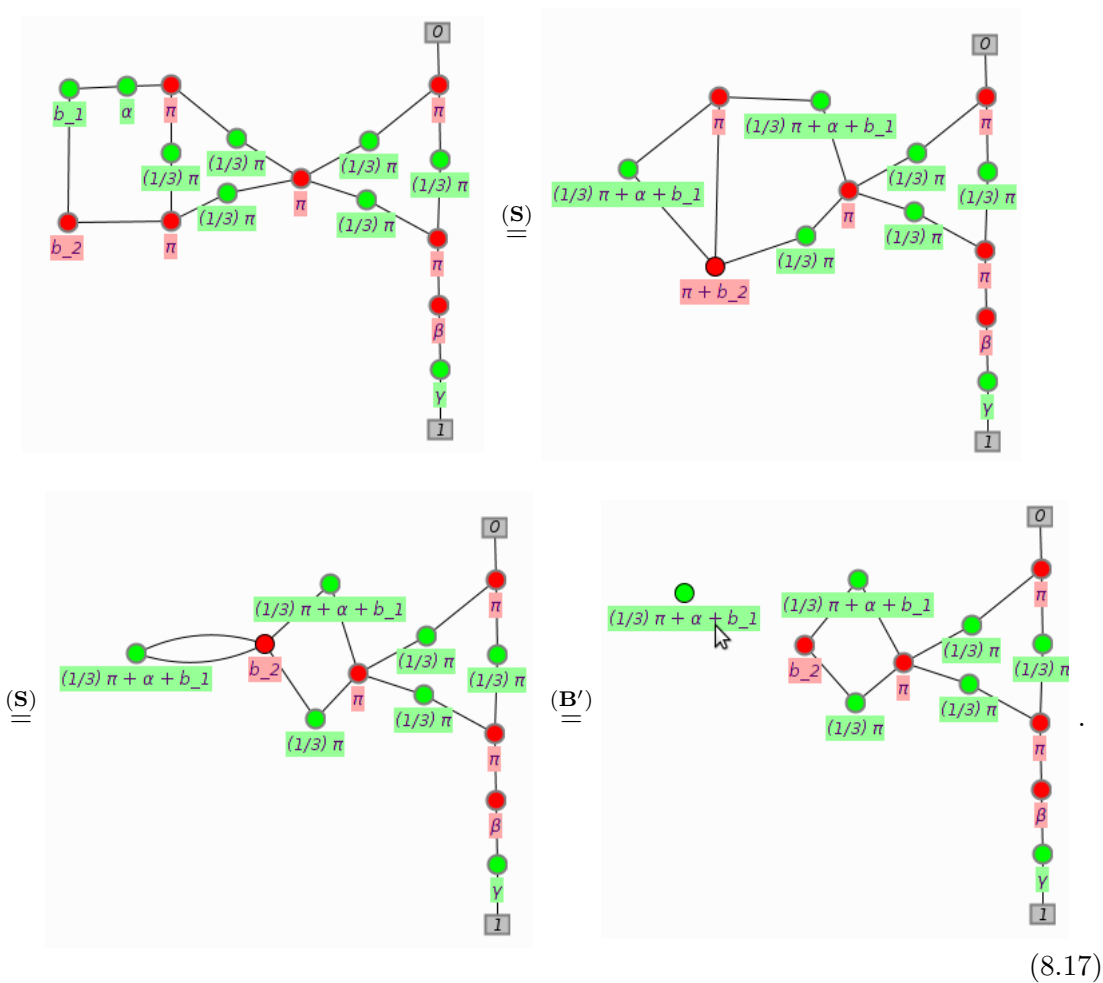 0
b_1 α π π
(1/3) π (1/3) π
(1/3) π (1/3) π
(1/3) π π (1/3) π
b_2 π π
β
γ
1
(S)
=
0
π (1/3) π + α + b_1 π
(1/3) π + α + b_1 (1/3) π (1/3) π
π (1/3) π
(1/3) π π
π + b_2
β
γ
1
(S)
=
0
(1/3) π + α + b_1 π
(1/3) π + α + b_1 b_2 (1/3) π (1/3) π
π (1/3) π
(1/3) π π
β
γ
1
(B′)
=
0
(1/3) π + α + b_1 (1/3) π + α + b_1 π
b_2 (1/3) π (1/3) π
π (1/3) π
(1/3) π π
β
γ
1
.
(8.17)